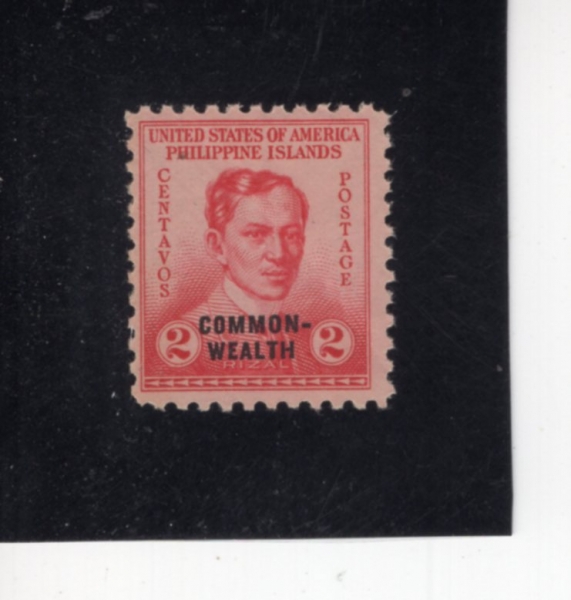 UNITED STATES OF AMERICA
PHILIPPINE ISLANDS
CENTAVOS
POSTAGE
COMMON-
2 WEALTH 2
RIZAL